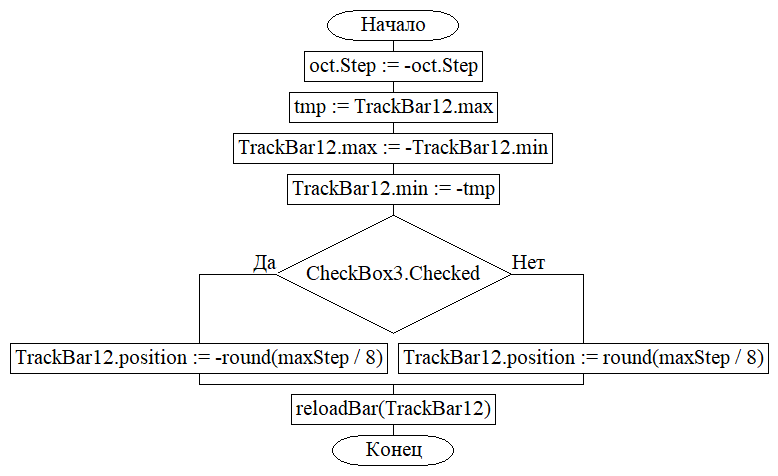 Начало
oct.Step := -oct.Step
tmp := TrackBar12.max
TrackBar12.max := -TrackBar12.min
TrackBar12.min := -tmp
CheckBox3.Checked
Да
Нет
TrackBar12.position := -round(maxStep / 8)
TrackBar12.position := round(maxStep / 8)
reloadBar(TrackBar12)
Конец